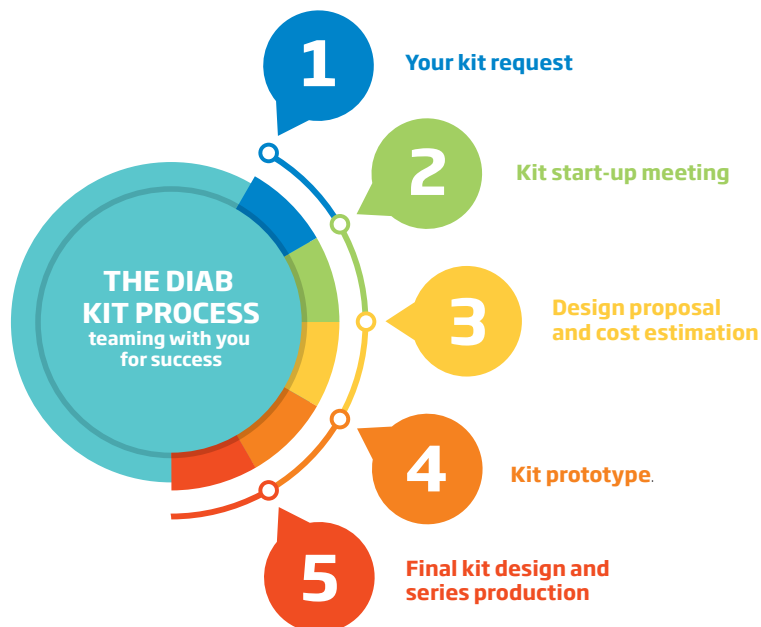 1
Your kit request
2
Kit start-up meeting
THE DIAB
KIT PROCESS
teaming with you
for success
3
Design proposal
and cost estimation
4
Kit prototype.
5
Final kit design and
series production